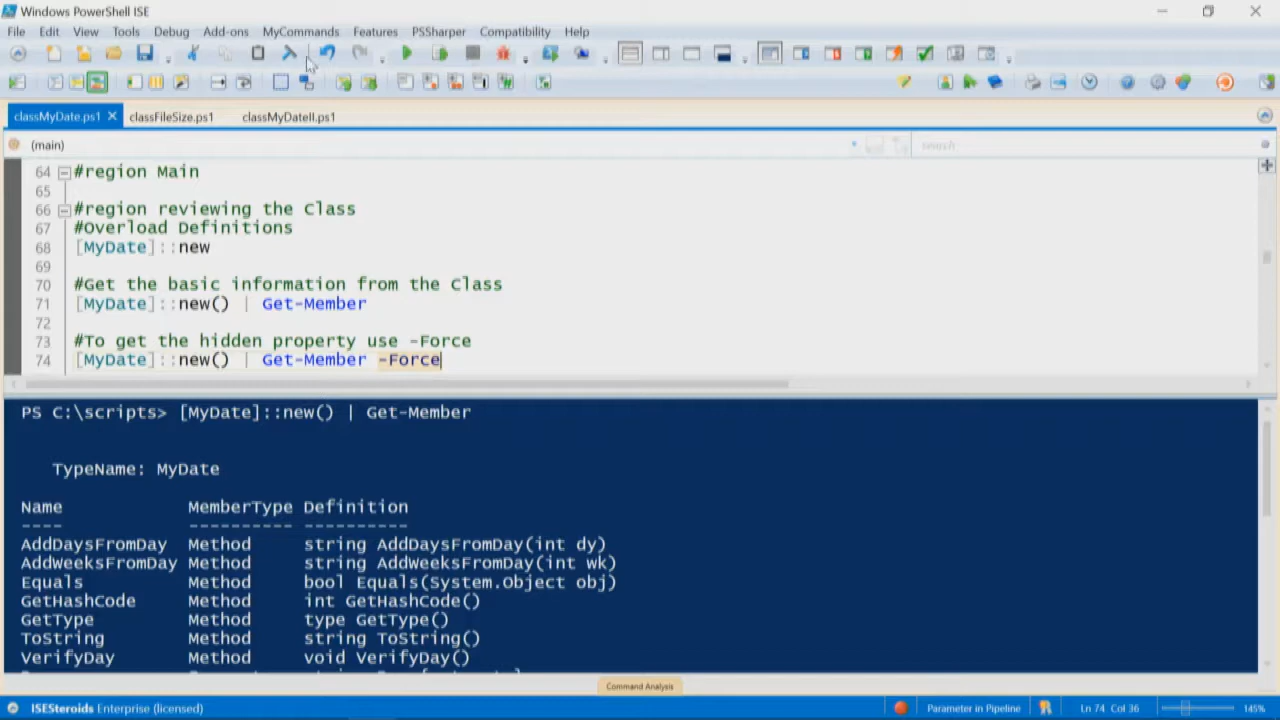 Windows PowerShell ISE
File Edit View Tools Debug Add-ons MyCommands Features PSSharper Compatibility Help
classMyDate.ps1 classFileSize.ps1 classMyDateII.ps1
(main) search
64 #region Main
65
66 #region reviewing the Class
67 #Overload Definitions
68 [MyDate]::new
69
70 #Get the basic information from the Class
71 [MyDate]::new() | Get-Member
72
73 #To get the hidden property use -Force
74 [MyDate]::new() | Get-Member -Force
PS C:\scripts> [MyDate]::new() | Get-Member
TypeName: MyDate
Name MemberType Definition
---- ---------- ----------
AddDaysFromDay Method string AddDaysFromDay(int dy)
AddWeeksFromDay Method string AddWeeksFromDay(int wk)
Equals Method bool Equals(System.Object obj)
GetHashCode Method int GetHashCode()
GetType Method type GetType()
ToString Method string ToString()
VerifyDay Method void VerifyDay()
Command Analysis
ISESteroids Enterprise (licensed) Parameter in Pipeline Ln 74 Col 36 145%